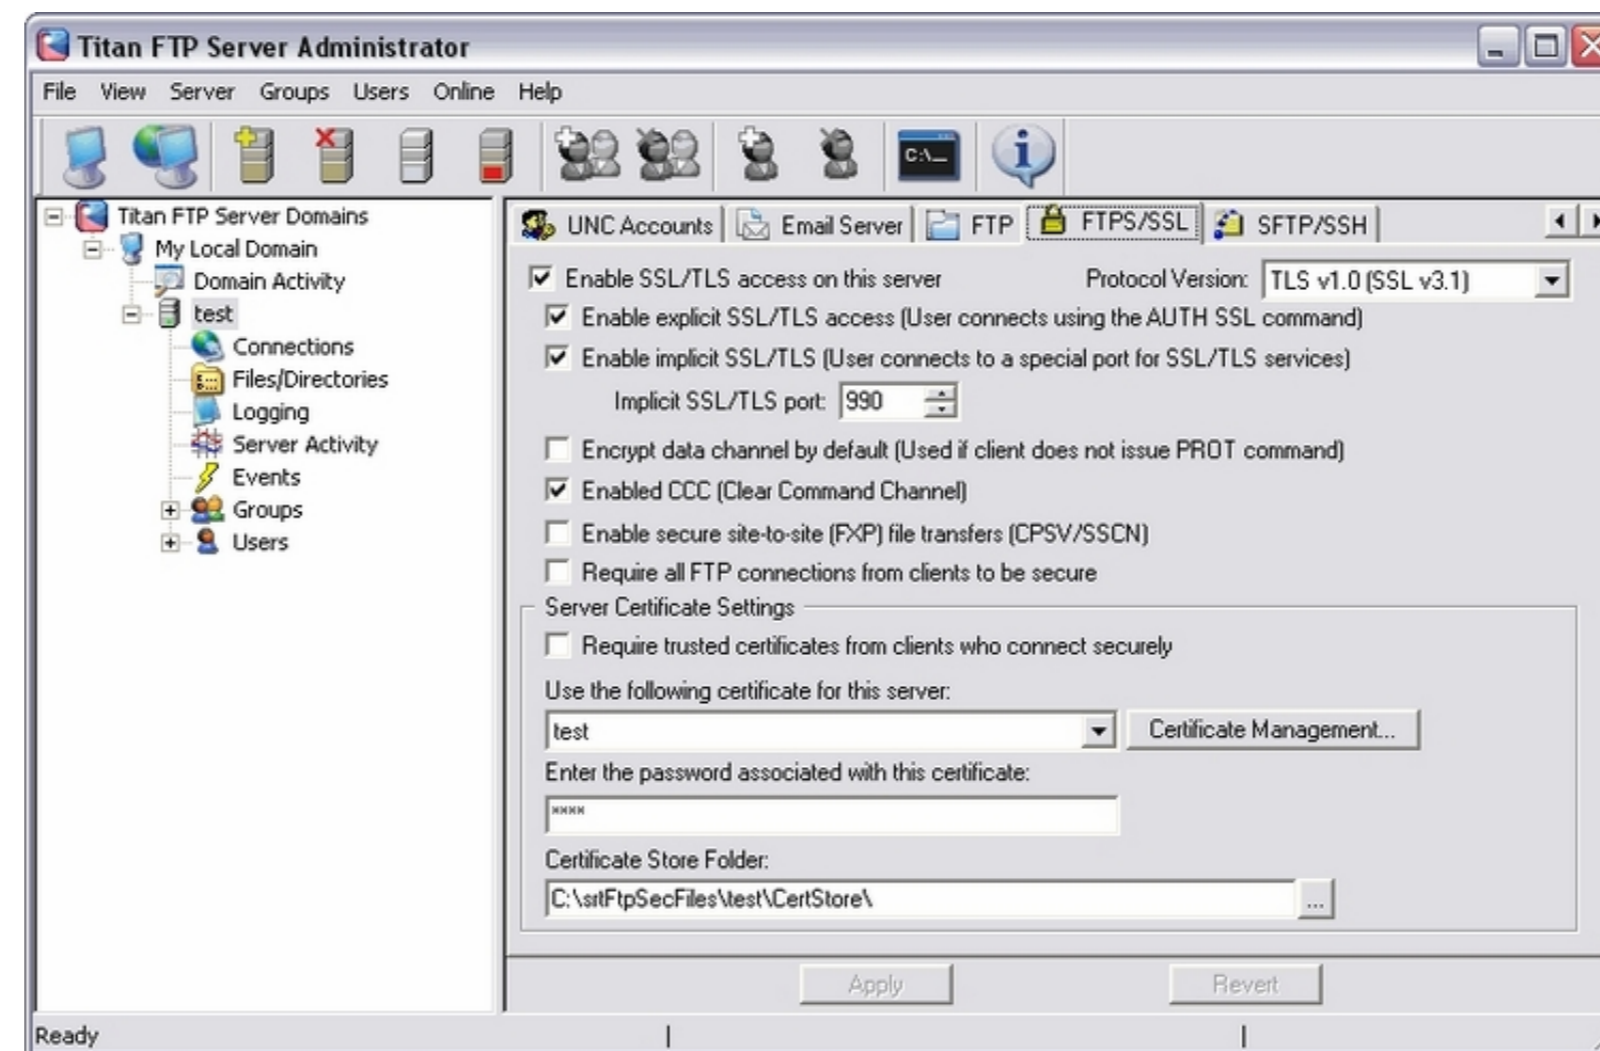 Titan FTP Server Administrator
File View Server Groups Users Online Help
C:\_
Titan FTP Server Domains
My Local Domain
Domain Activity
test
Connections
Files/Directories
Logging
Server Activity
Events
Groups
Users
UNC Accounts Email Server FTP FTPS/SSL SFTP/SSH
Enable SSL/TLS access on this server Protocol Version: TLS v1.0 (SSL v3.1)
Enable explicit SSL/TLS access (User connects using the AUTH SSL command)
Enable implicit SSL/TLS (User connects to a special port for SSL/TLS services)
Implicit SSL/TLS port: 990
Encrypt data channel by default (Used if client does not issue PROT command)
Enabled CCC (Clear Command Channel)
Enable secure site-to-site (FXP) file transfers (CPSV/SSCN)
Require all FTP connections from clients to be secure
Server Certificate Settings
Require trusted certificates from clients who connect securely
Use the following certificate for this server:
test Certificate Management...
Enter the password associated with this certificate:
****
Certificate Store Folder:
C:\srtFtpSecFiles\test\CertStore\ ...
Apply Revert
Ready